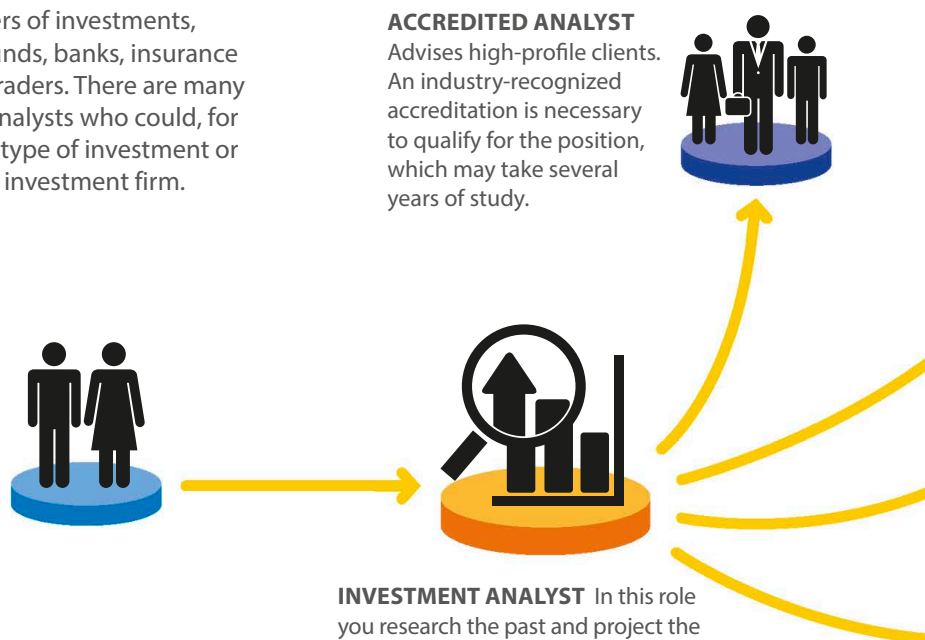 ers of investments,
unds, banks, insurance
raders. There are many
nalysts who could, for
type of investment or
investment firm.
ACCREDITED ANALYST
Advises high-profile clients.
An industry-recognized
accreditation is necessary
to qualify for the position,
which may take several
years of study.
INVESTMENT ANALYST In this role
you research the past and project the